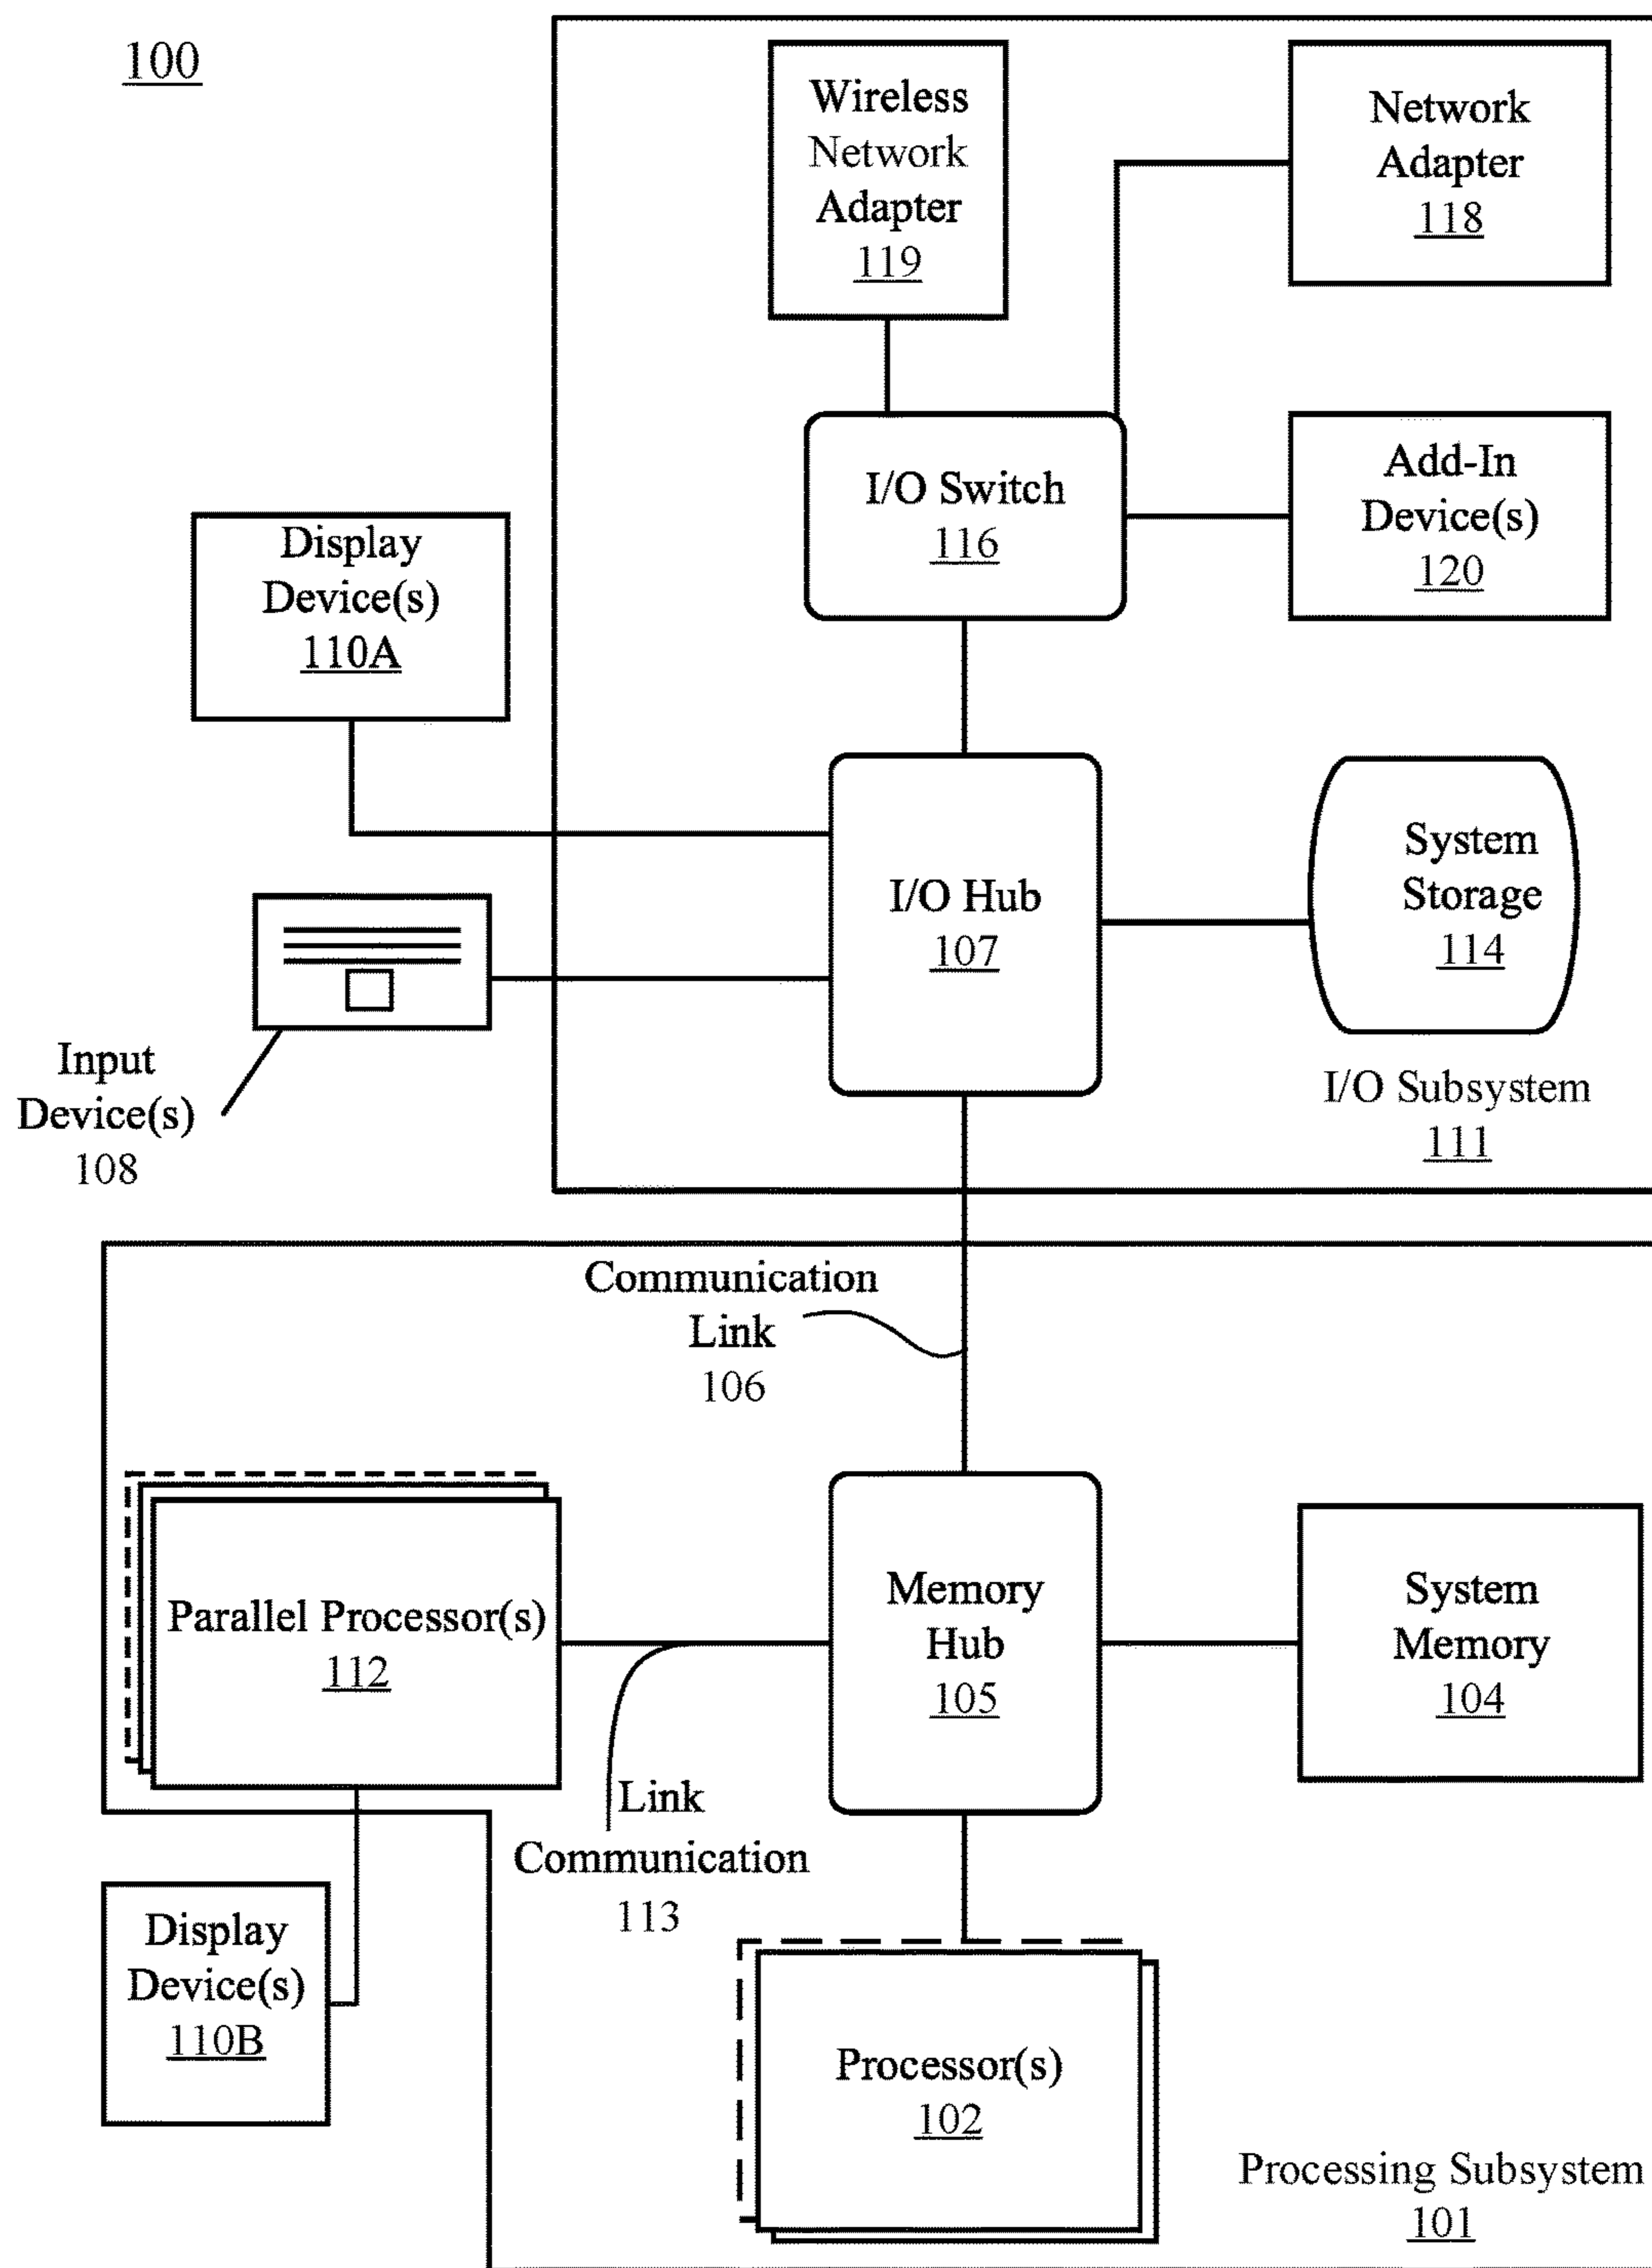 100
Wireless
Network
Adapter
119
Network
Adapter
118
I/O Switch
116
Add-In
Device(s)
120
Display
Device(s)
110A
I/O Hub
107
System
Storage
114
Input
Device(s)
108
I/O Subsystem
111
Communication
Link
106
Parallel Processor(s)
112
Memory
Hub
105
System
Memory
104
Link
Communication
113
Display
Device(s)
110B
Processor(s)
102
Processing Subsystem
101